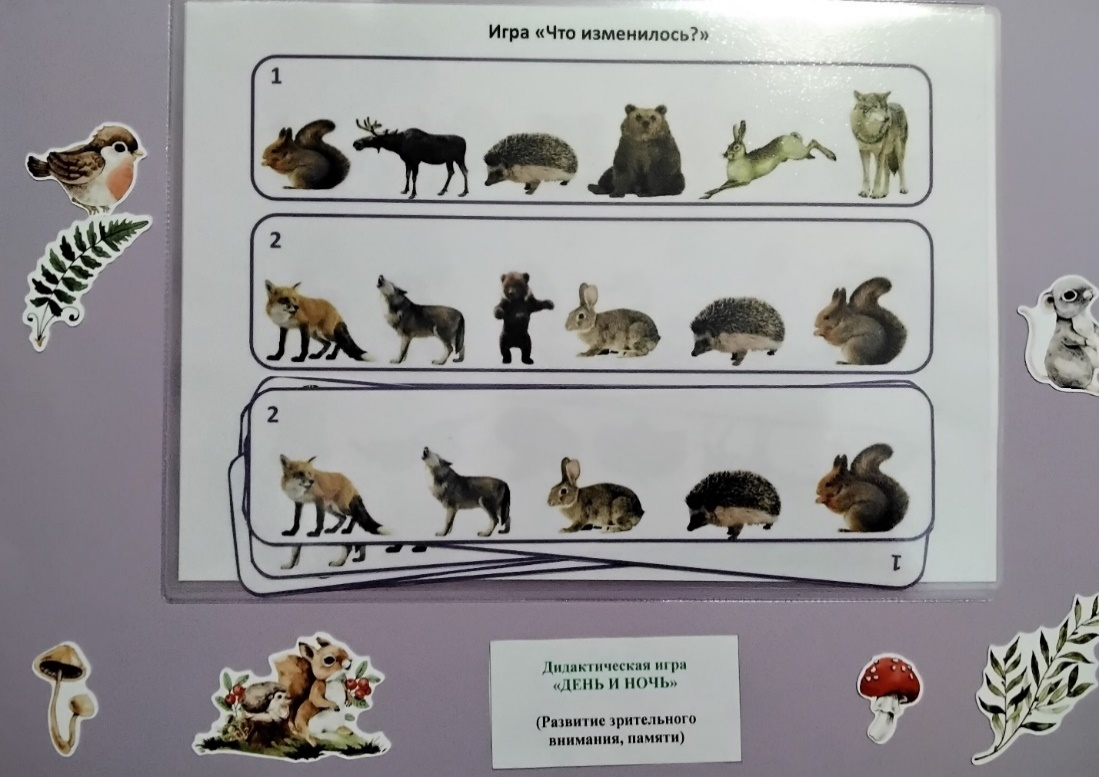 Игра «Что изменилось?»
1
2
2
1
Дидактическая игра
«ДЕНЬ И НОЧЬ»
(Развитие зрительного
внимания, памяти)